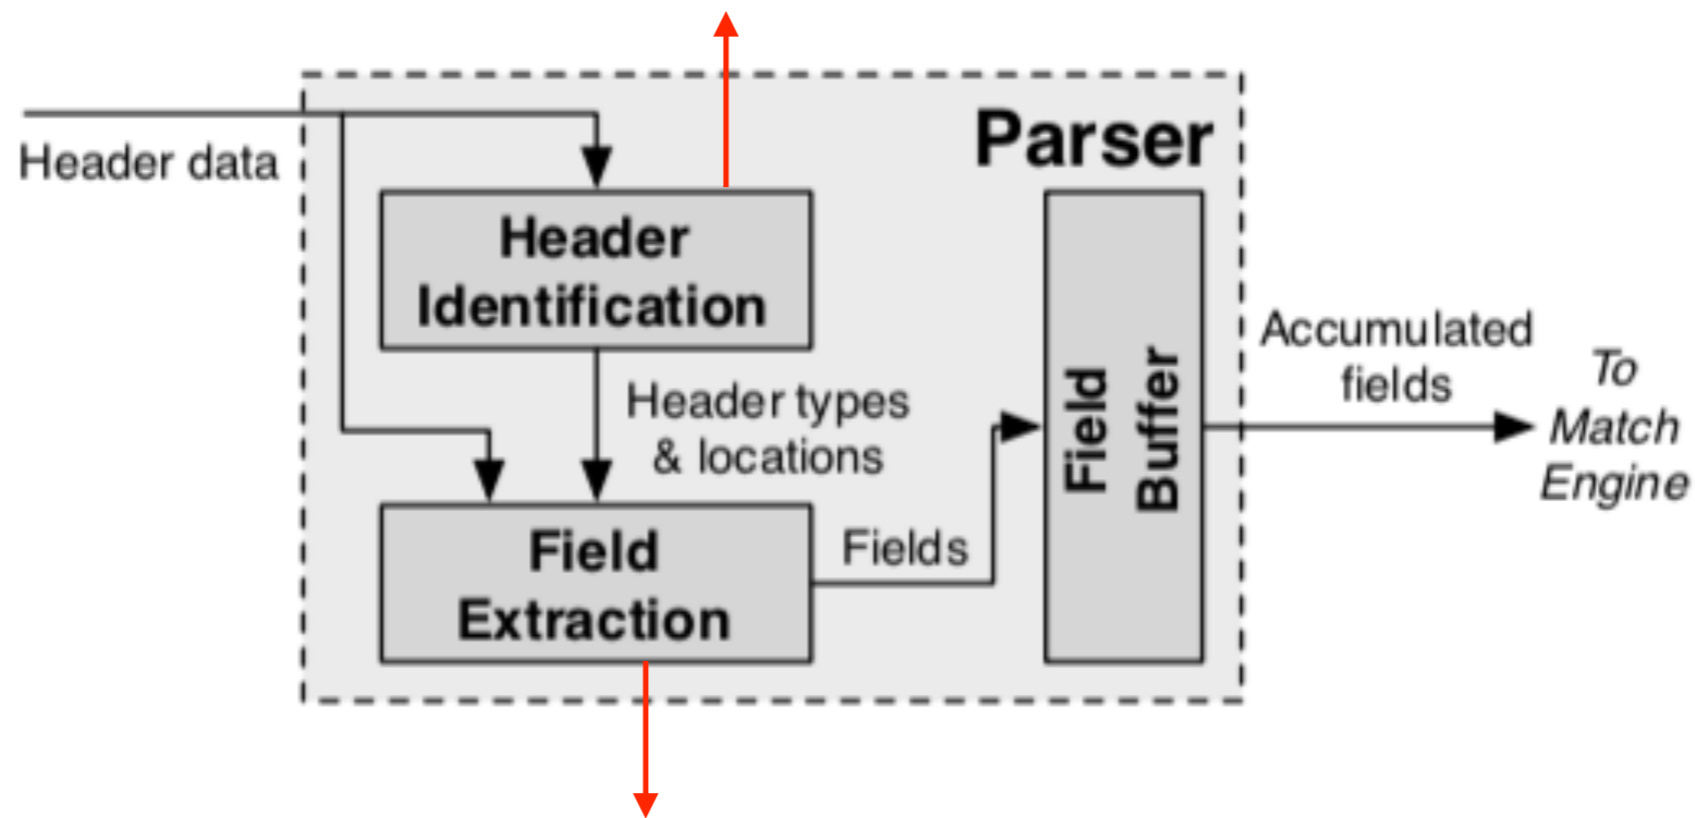 Header data
Parser
Header
Identification
Header types
& locations
Field
Extraction
Fields
Field
Buffer
Accumulated
fields
To
Match
Engine